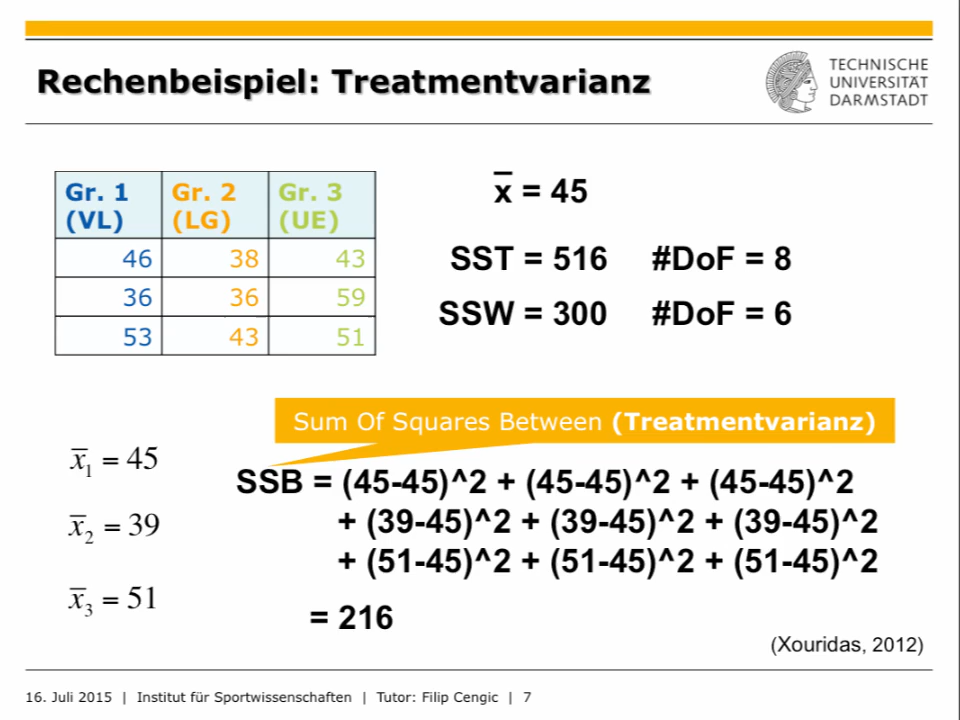 Rechenbeispiel: Treatmentvarianz
TECHNISCHE
UNIVERSITÄT
DARMSTADT
Gr. 1 Gr. 2 Gr. 3
(VL) (LG) (UE)
46 38 43
36 36 59
53 43 51
x̅ = 45
SST = 516 #DoF = 8
SSW = 300 #DoF = 6
Sum Of Squares Between (Treatmentvarianz)
x̅₁ = 45
x̅₂ = 39
x̅₃ = 51
SSB = (45-45)^2 + (45-45)^2 + (45-45)^2
+ (39-45)^2 + (39-45)^2 + (39-45)^2
+ (51-45)^2 + (51-45)^2 + (51-45)^2
= 216
(Xouridas, 2012)
16. Juli 2015 | Institut für Sportwissenschaften | Tutor: Filip Cengic | 7